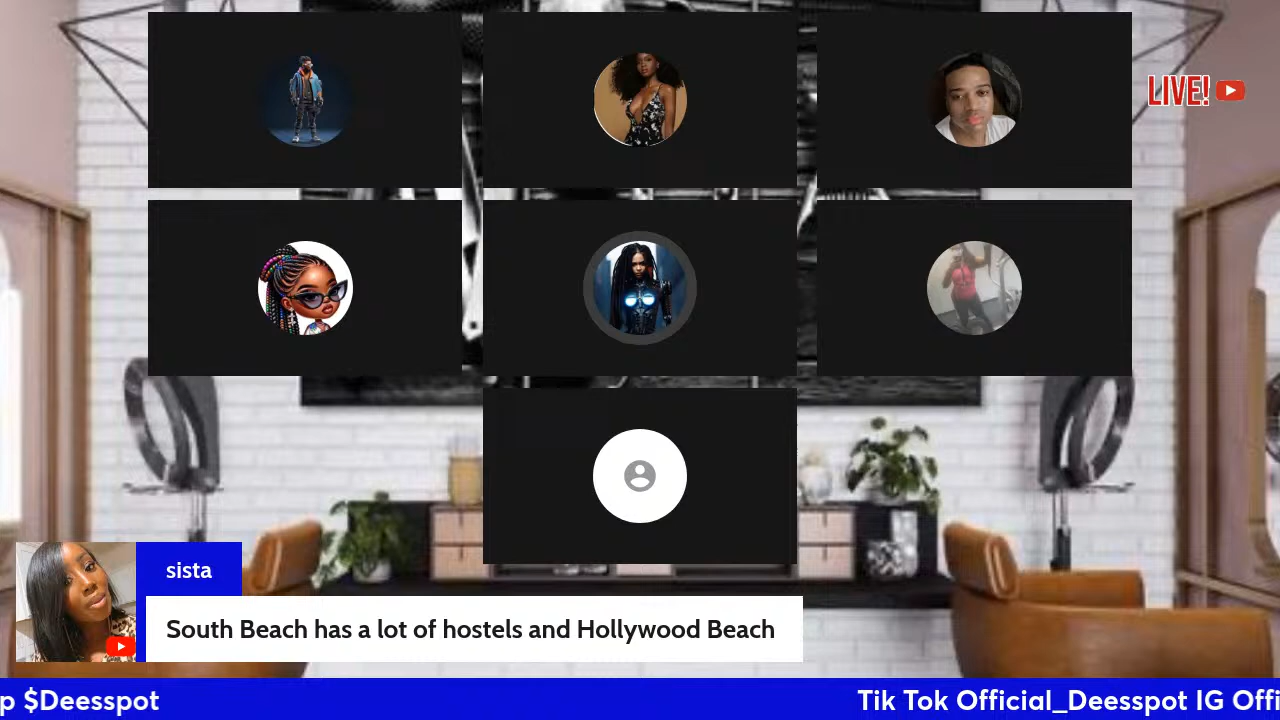 LIVE!
sista
South Beach has a lot of hostels and Hollywood Beach
p $Deesspot
Tik Tok Official_Deesspot IG Offi